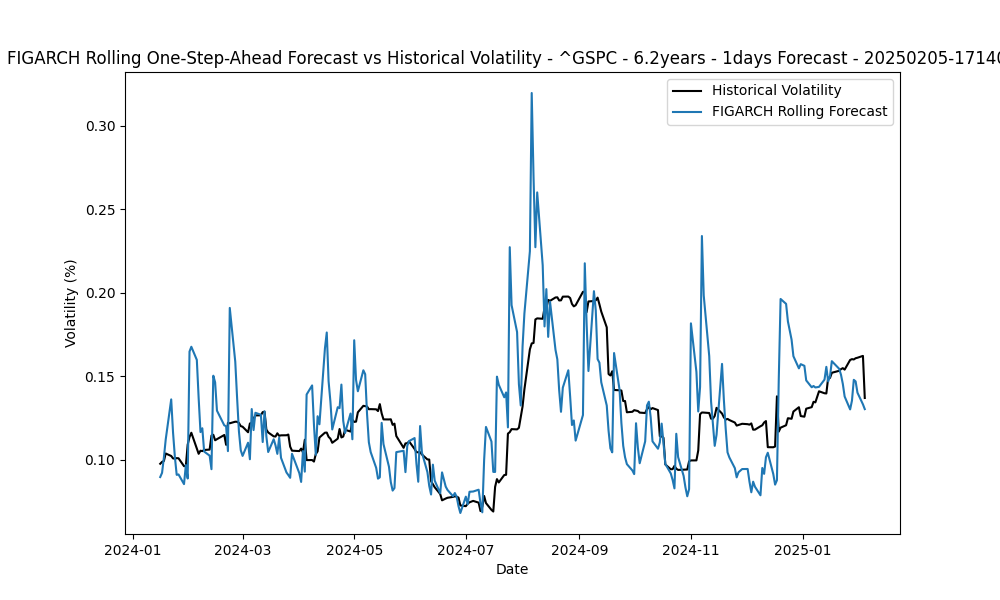 FIGARCH Rolling One-Step-Ahead Forecast vs Historical Volatility - ^GSPC - 6.2years - 1days Forecast - 20250205-17140
Historical Volatility
FIGARCH Rolling Forecast
Volatility (%)
0.30
0.25
0.20
0.15
0.10
2024-01 2024-03 2024-05 2024-07 2024-09 2024-11 2025-01
Date